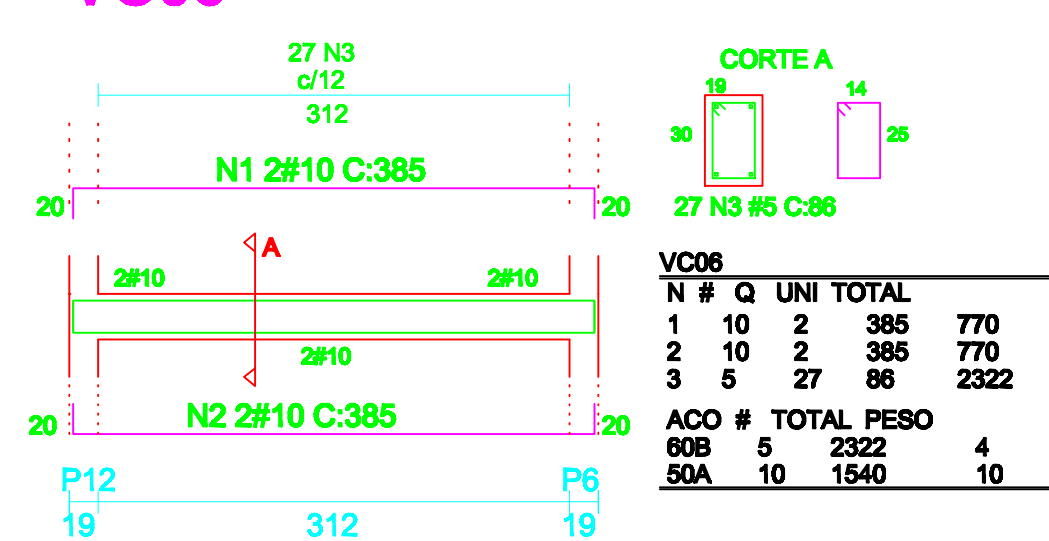 27 N3
c/12
312
N1 2#10 C:385
20 20
A
2#10 2#10
2#10
N2 2#10 C:385
20 20
P12 P6
19 312 19
CORTE A
19 14
30 25
27 N3 #5 C:86
VC06
N # Q UNI TOTAL
1 10 2 385 770
2 10 2 385 770
3 5 27 86 2322
ACO # TOTAL PESO
60B 5 2322 4
50A 10 1540 10